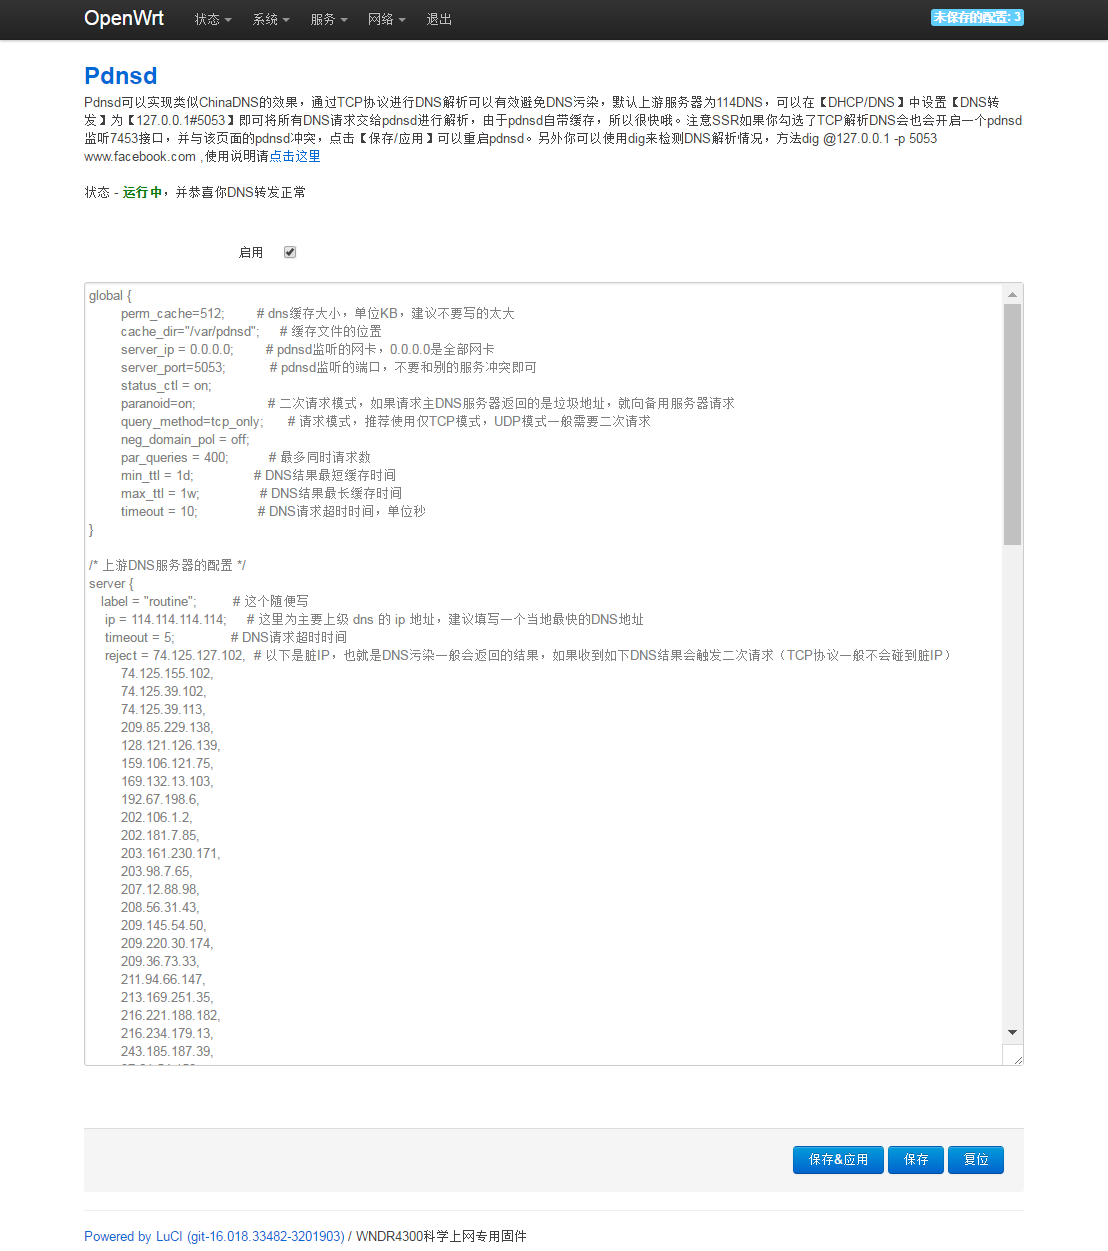 OpenWrt 状态 系统 服务 网络 退出 未保存的配置: 3
Pdnsd
Pdnsd可以实现类似ChinaDNS的效果，通过TCP协议进行DNS解析可以有效避免DNS污染，默认上游服务器为114DNS，可以在【DHCP/DNS】中设置【DNS转
发】为【127.0.0.1#5053】即可将所有DNS请求交给pdnsd进行解析，由于pdnsd自带缓存，所以很快哦。注意SSR如果你勾选了TCP解析DNS会也会开启一个pdnsd
监听7453接口，并与该页面的pdnsd冲突，点击【保存/应用】可以重启pdnsd。另外你可以使用dig来检测DNS解析情况，方法dig @127.0.0.1 -p 5053
www.facebook.com ,使用说明请点击这里
状态 - 运行中，并恭喜你DNS转发正常
启用
global {
perm_cache=512; # dns缓存大小，单位KB，建议不要写的太大
cache_dir="/var/pdnsd"; # 缓存文件的位置
server_ip = 0.0.0.0; # pdnsd监听的网卡，0.0.0.0是全部网卡
server_port=5053; # pdnsd监听的端口，不要和别的服务冲突即可
status_ctl = on;
paranoid=on; # 二次请求模式，如果请求主DNS服务器返回的是垃圾地址，就向备用服务器请求
query_method=tcp_only; # 请求模式，推荐使用仅TCP模式，UDP模式一般需要二次请求
neg_domain_pol = off;
par_queries = 400; # 最多同时请求数
min_ttl = 1d; # DNS结果最短缓存时间
max_ttl = 1w; # DNS结果最长缓存时间
timeout = 10; # DNS请求超时时间，单位秒
}
/* 上游DNS服务器的配置 */
server {
label = "routine"; # 这个随便写
ip = 114.114.114.114; # 这里为主要上级 dns 的 ip 地址，建议填写一个当地最快的DNS地址
timeout = 5; # DNS请求超时时间
reject = 74.125.127.102, # 以下是脏IP，也就是DNS污染一般会返回的结果，如果收到如下DNS结果会触发二次请求（TCP协议一般不会碰到脏IP）
74.125.155.102,
74.125.39.102,
74.125.39.113,
209.85.229.138,
128.121.126.139,
159.106.121.75,
169.132.13.103,
192.67.198.6,
202.106.1.2,
202.181.7.85,
203.161.230.171,
203.98.7.65,
207.12.88.98,
208.56.31.43,
209.145.54.50,
209.220.30.174,
209.36.73.33,
211.94.66.147,
213.169.251.35,
216.221.188.182,
216.234.179.13,
243.185.187.39,
保存&应用 保存 复位
Powered by LuCI (git-16.018.33482-3201903) / WNDR4300科学上网专用固件